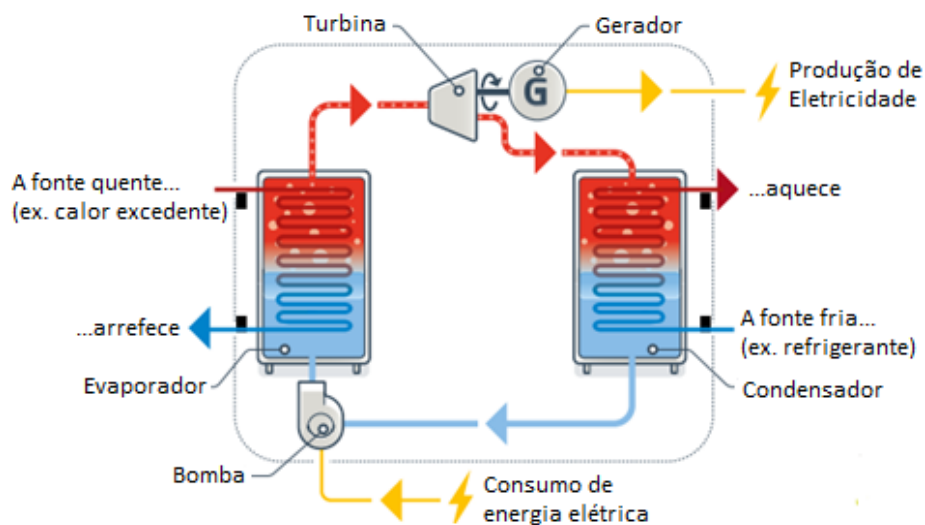 Turbina
Gerador
G
Produção de
Eletricidade
A fonte quente...
(ex. calor excedente)
...aquece
...arrefece
A fonte fria...
(ex. refrigerante)
Evaporador
Condensador
Bomba
Consumo de
energia elétrica